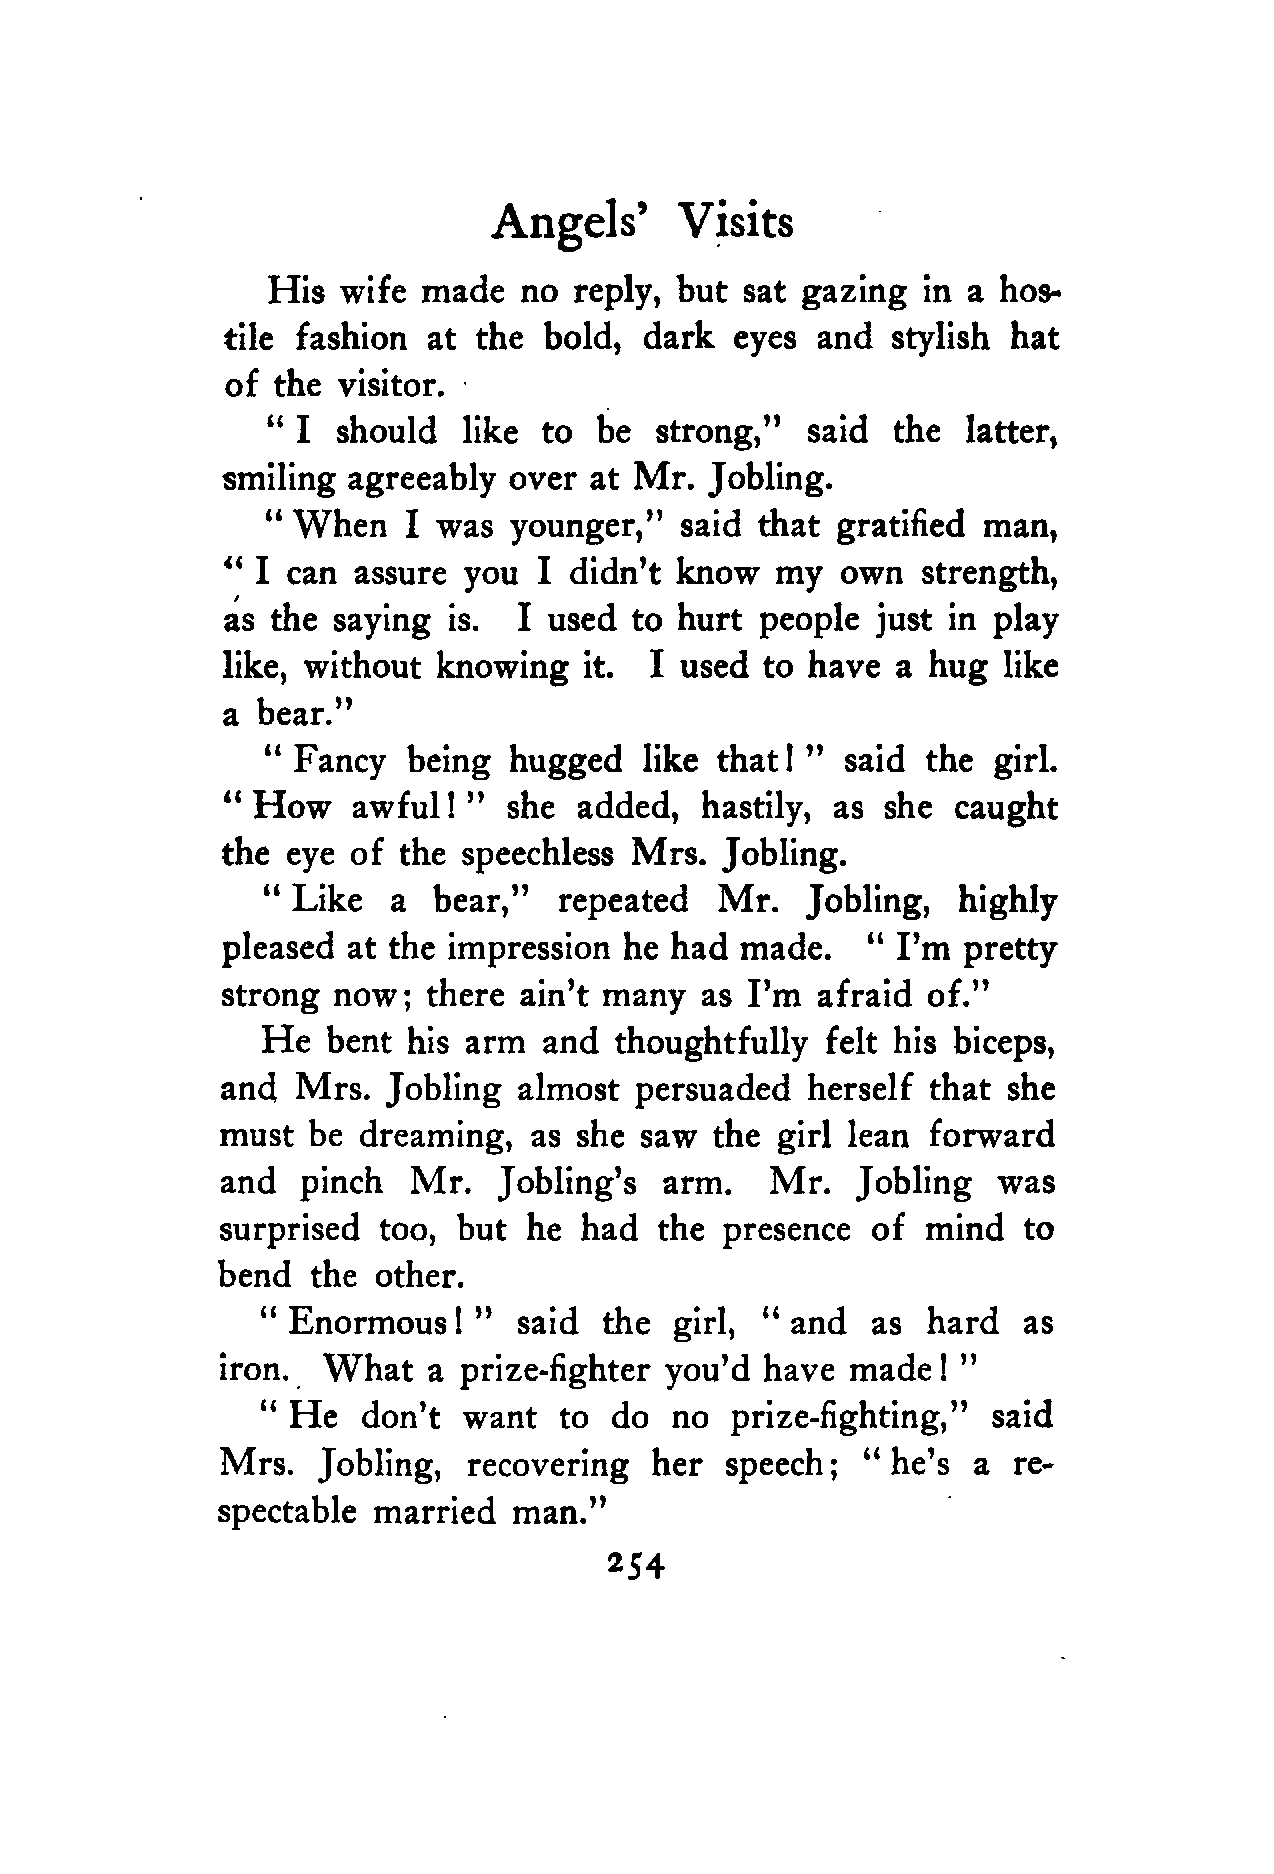 Angels' Visits
His wife made no reply, but sat gazing in a hos-
tile fashion at the bold, dark eyes and stylish hat
of the visitor.
" I should like to be strong," said the latter,
smiling agreeably over at Mr. Jobling.
" When I was younger," said that gratified man,
" I can assure you I didn't know my own strength,
as the saying is. I used to hurt people just in play
like, without knowing it. I used to have a hug like
a bear."
" Fancy being hugged like that! " said the girl.
" How awful! " she added, hastily, as she caught
the eye of the speechless Mrs. Jobling.
" Like a bear," repeated Mr. Jobling, highly
pleased at the impression he had made. " I'm pretty
strong now; there ain't many as I'm afraid of."
He bent his arm and thoughtfully felt his biceps,
and Mrs. Jobling almost persuaded herself that she
must be dreaming, as she saw the girl lean forward
and pinch Mr. Jobling's arm. Mr. Jobling was
surprised too, but he had the presence of mind to
bend the other.
" Enormous! " said the girl, " and as hard as
iron. What a prize-fighter you'd have made! "
" He don't want to do no prize-fighting," said
Mrs. Jobling, recovering her speech; " he's a re-
spectable married man."
254